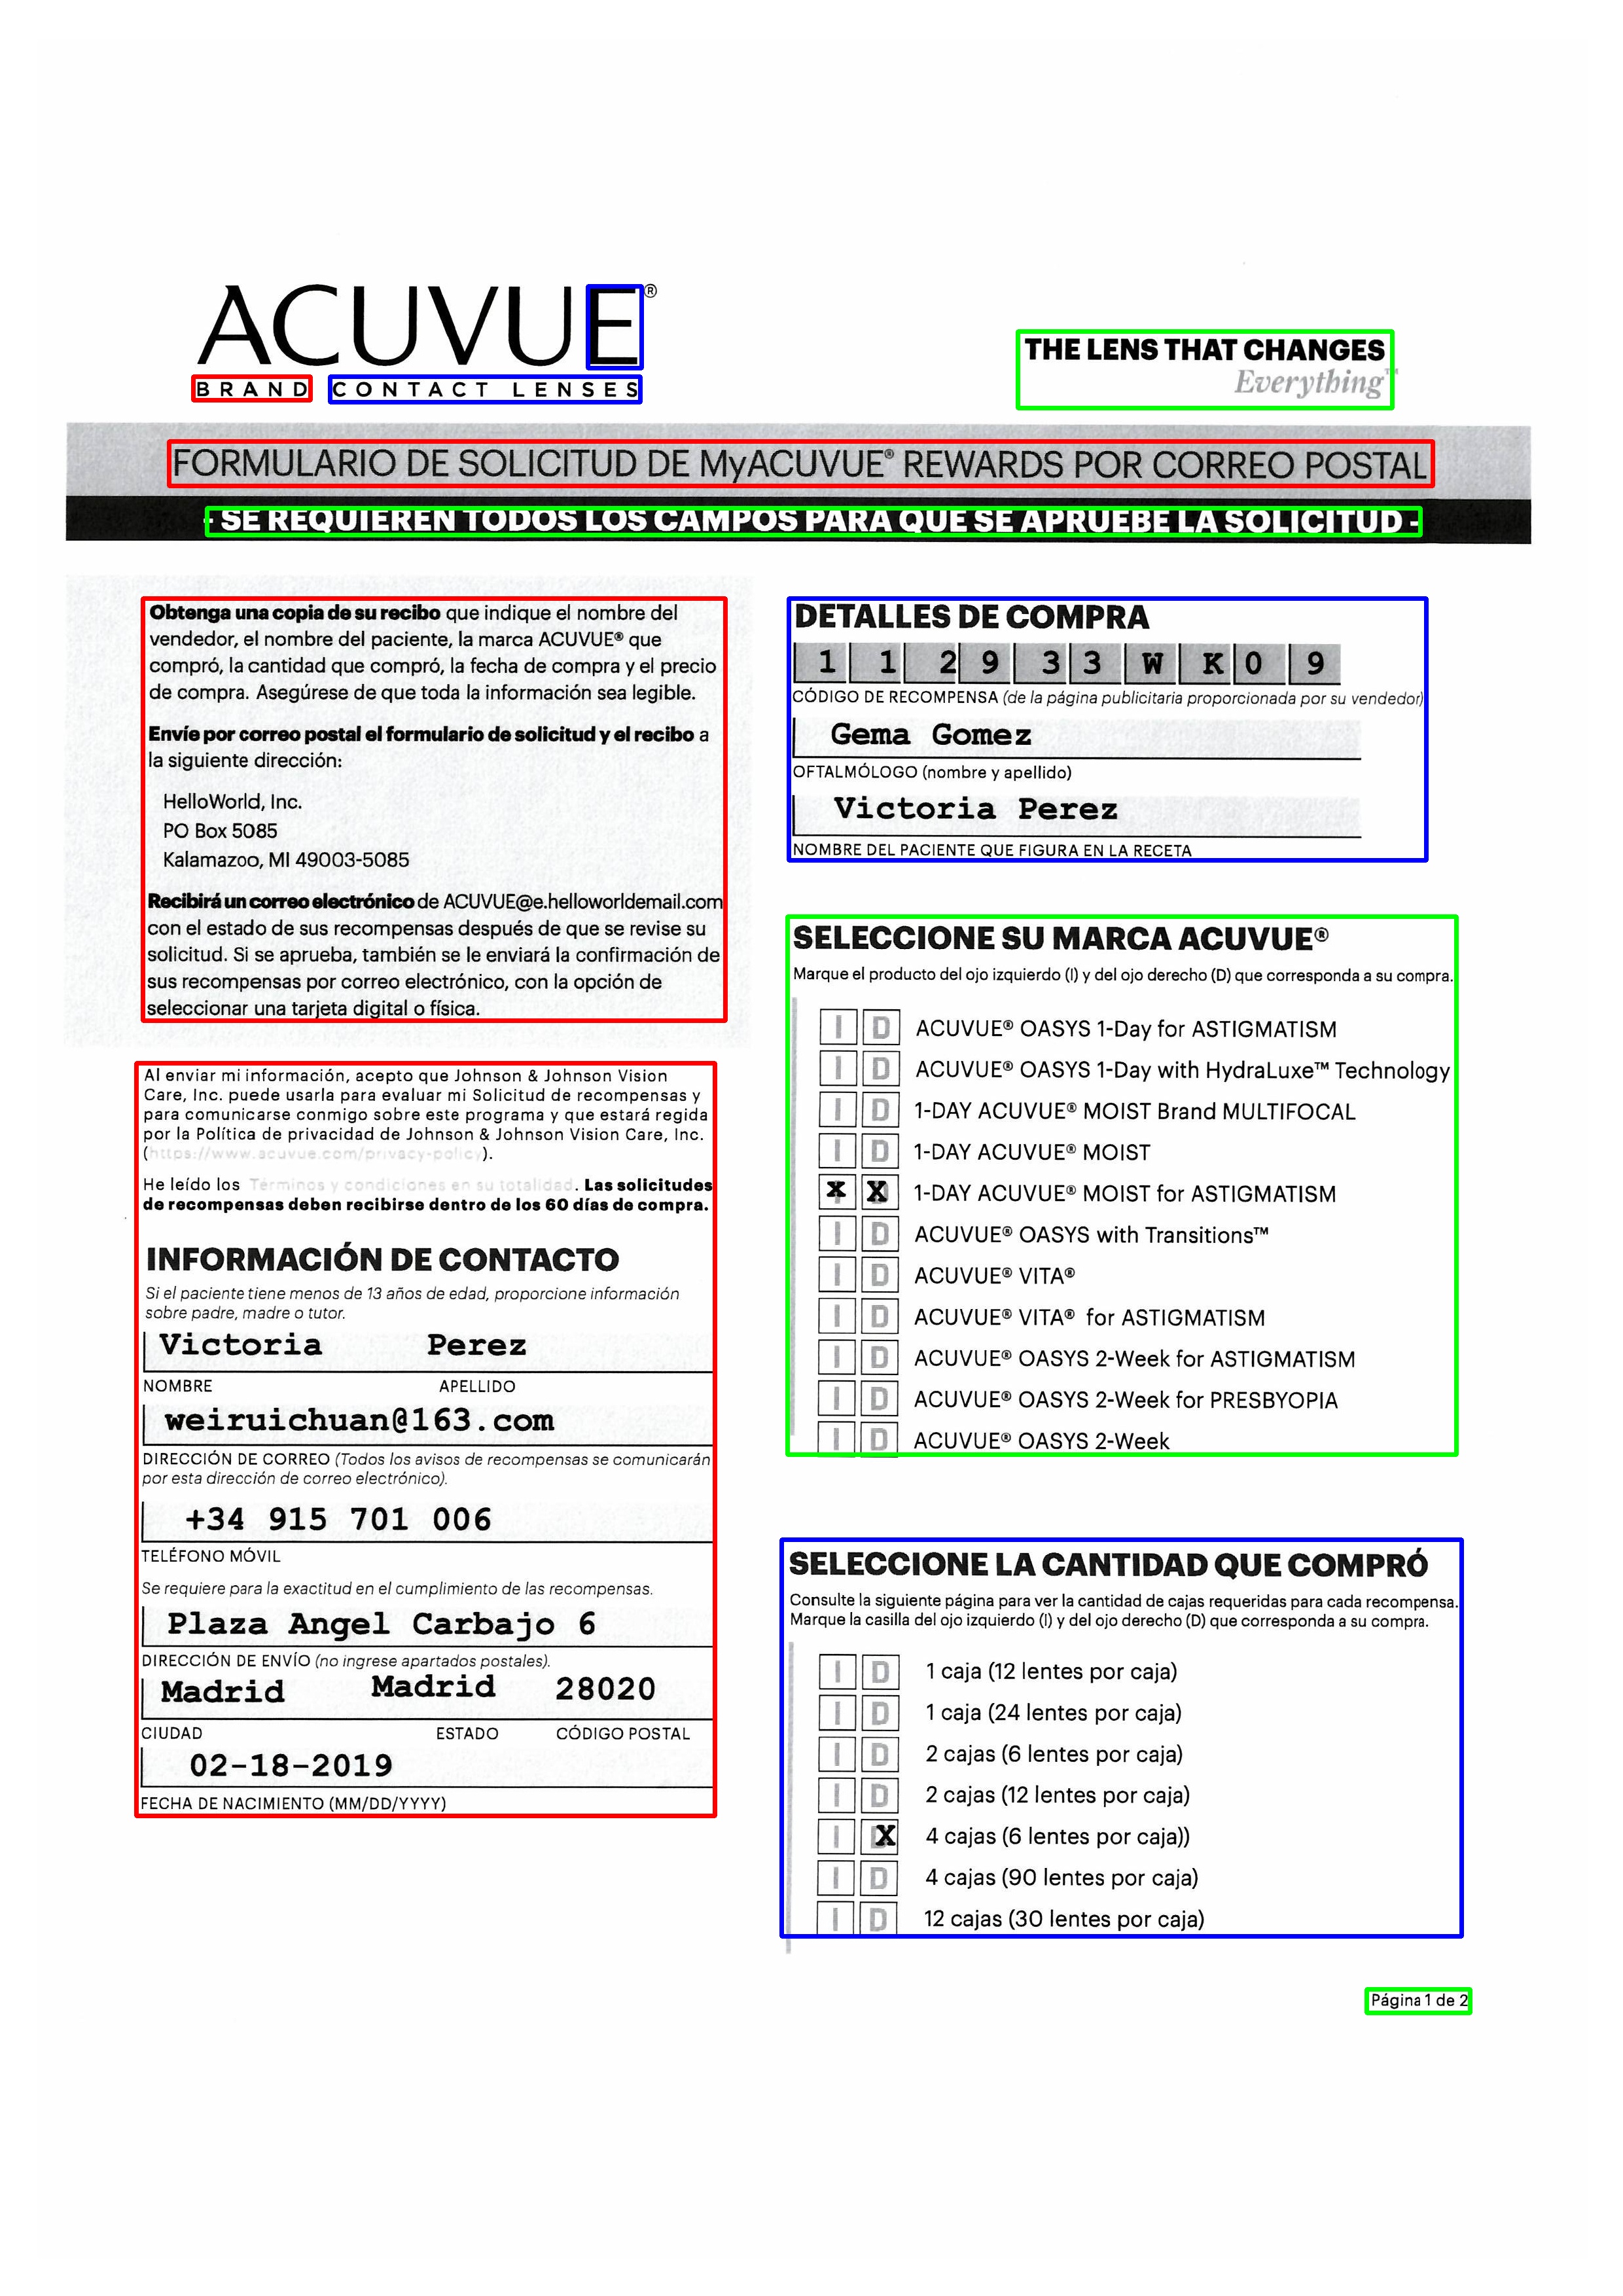 ACUVUE®
BRAND CONTACT LENSES
THE LENS THAT CHANGES
Everything™
FORMULARIO DE SOLICITUD DE MyACUVUE® REWARDS POR CORREO POSTAL
- SE REQUIEREN TODOS LOS CAMPOS PARA QUE SE APRUEBE LA SOLICITUD -
Obtenga una copia de su recibo que indique el nombre del
vendedor, el nombre del paciente, la marca ACUVUE® que
compró, la cantidad que compró, la fecha de compra y el precio
de compra. Asegúrese de que toda la información sea legible.
Envíe por correo postal el formulario de solicitud y el recibo a
la siguiente dirección:
HelloWorld, Inc.
PO Box 5085
Kalamazoo, MI 49003-5085
Recibirá un correo electrónico de ACUVUE@e.helloworldemail.com
con el estado de sus recompensas después de que se revise su
solicitud. Si se aprueba, también se le enviará la confirmación de
sus recompensas por correo electrónico, con la opción de
seleccionar una tarjeta digital o física.
Al enviar mi información, acepto que Johnson & Johnson Vision
Care, Inc. puede usarla para evaluar mi Solicitud de recompensas y
para comunicarse conmigo sobre este programa y que estará regida
por la Política de privacidad de Johnson & Johnson Vision Care, Inc.
(https://www.acuvue.com/privacy-policy).
He leído los Términos y condiciones en su totalidad. Las solicitudes
de recompensas deben recibirse dentro de los 60 días de compra.
INFORMACIÓN DE CONTACTO
Si el paciente tiene menos de 13 años de edad, proporcione información
sobre padre, madre o tutor.
Victoria Perez
NOMBRE APELLIDO
weiruichuan@163.com
DIRECCIÓN DE CORREO (Todos los avisos de recompensas se comunicarán
por esta dirección de correo electrónico).
+34 915 701 006
TELÉFONO MÓVIL
Se requiere para la exactitud en el cumplimiento de las recompensas.
Plaza Angel Carbajo 6
DIRECCIÓN DE ENVÍO (no ingrese apartados postales).
Madrid Madrid 28020
CIUDAD ESTADO CÓDIGO POSTAL
02-18-2019
FECHA DE NACIMIENTO (MM/DD/YYYY)
DETALLES DE COMPRA
1 1 2 9 3 3 W K 0 9
CÓDIGO DE RECOMPENSA (de la página publicitaria proporcionada por su vendedor)
Gema Gomez
OFTALMÓLOGO (nombre y apellido)
Victoria Perez
NOMBRE DEL PACIENTE QUE FIGURA EN LA RECETA
SELECCIONE SU MARCA ACUVUE®
Marque el producto del ojo izquierdo (I) y del ojo derecho (D) que corresponda a su compra.
I D ACUVUE® OASYS 1-Day for ASTIGMATISM
I D ACUVUE® OASYS 1-Day with HydraLuxe™ Technology
I D 1-DAY ACUVUE® MOIST Brand MULTIFOCAL
I D 1-DAY ACUVUE® MOIST
X X 1-DAY ACUVUE® MOIST for ASTIGMATISM
I D ACUVUE® OASYS with Transitions™
I D ACUVUE® VITA®
I D ACUVUE® VITA® for ASTIGMATISM
I D ACUVUE® OASYS 2-Week for ASTIGMATISM
I D ACUVUE® OASYS 2-Week for PRESBYOPIA
I D ACUVUE® OASYS 2-Week
SELECCIONE LA CANTIDAD QUE COMPRÓ
Consulte la siguiente página para ver la cantidad de cajas requeridas para cada recompensa.
Marque la casilla del ojo izquierdo (I) y del ojo derecho (D) que corresponda a su compra.
I D 1 caja (12 lentes por caja)
I D 1 caja (24 lentes por caja)
I D 2 cajas (6 lentes por caja)
I D 2 cajas (12 lentes por caja)
I X 4 cajas (6 lentes por caja))
I D 4 cajas (90 lentes por caja)
I D 12 cajas (30 lentes por caja)
Página 1 de 2